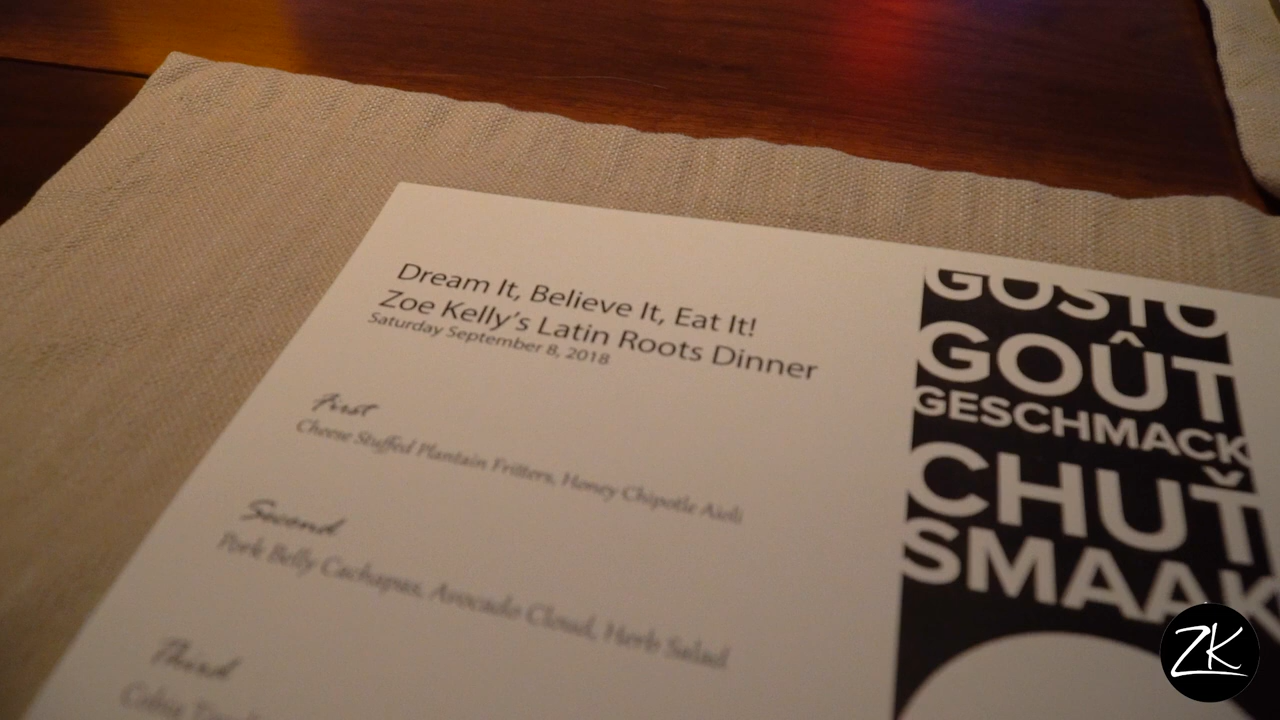 Dream It, Believe It, Eat It!
Zoe Kelly's Latin Roots Dinner
Saturday September 8, 2018
First
Cheese Stuffed Plantain Fritters, Honey Chipotle Aioli
Second
Pork Belly Cachapas, Avocado Cloud, Herb Salad
Third
Cobia
GOSTO
GOÛT
GESCHMACK
CHUŤ
SMAAK
ZK